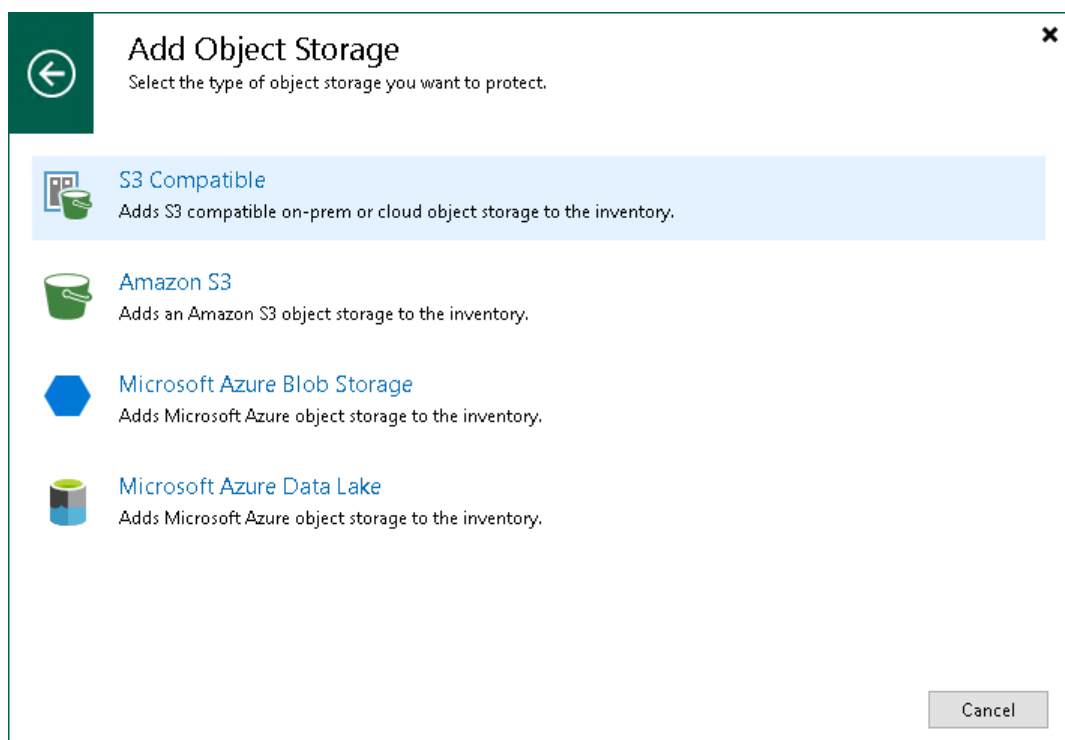 Add Object Storage
Select the type of object storage you want to protect.
S3 Compatible
Adds S3 compatible on-prem or cloud object storage to the inventory.
Amazon S3
Adds an Amazon S3 object storage to the inventory.
Microsoft Azure Blob Storage
Adds Microsoft Azure object storage to the inventory.
Microsoft Azure Data Lake
Adds Microsoft Azure object storage to the inventory.
Cancel